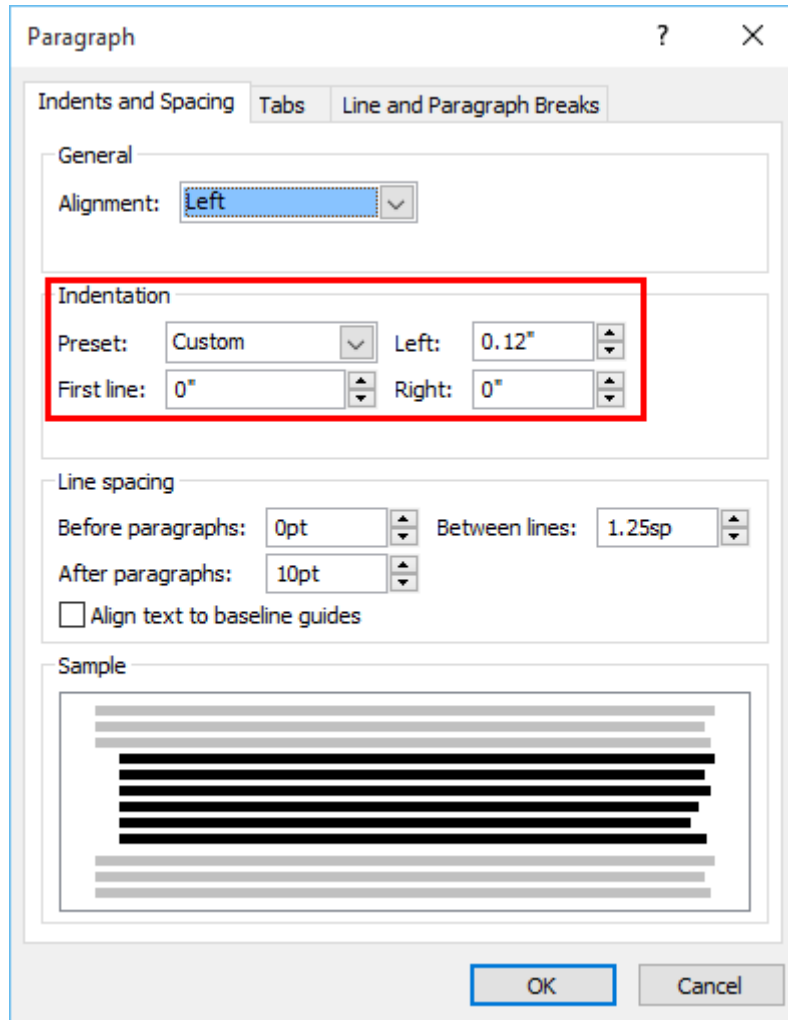 Paragraph ?
Indents and Spacing Tabs Line and Paragraph Breaks
General
Alignment: Left
Indentation
Preset: Custom Left: 0.12"
First line: 0" Right: 0"
Line spacing
Before paragraphs: 0pt Between lines: 1.25sp
After paragraphs: 10pt
Align text to baseline guides
Sample
OK Cancel